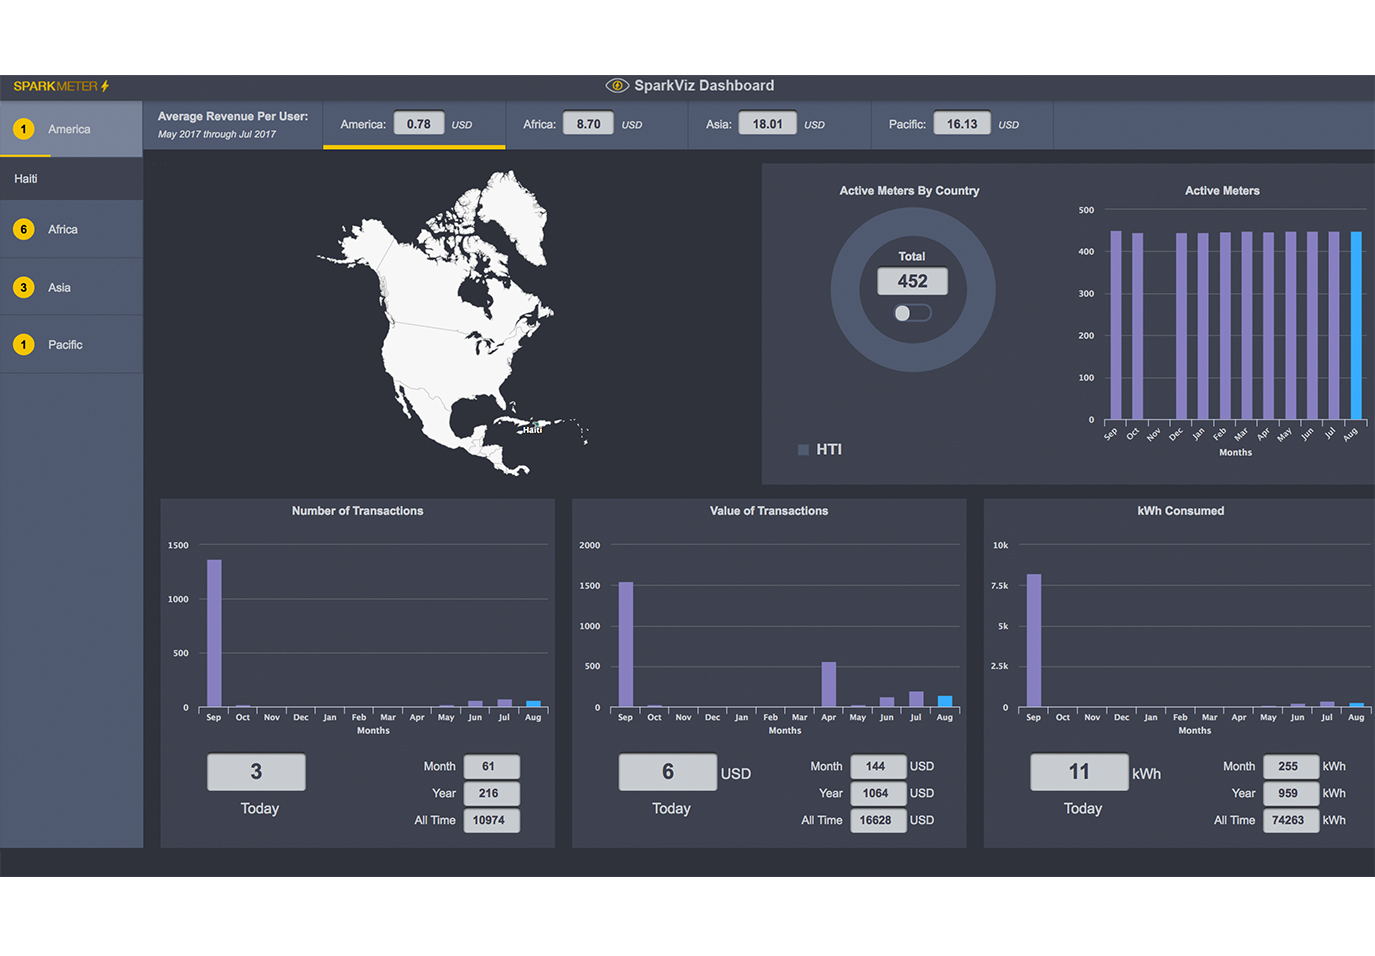 SPARKMETER
SparkViz Dashboard
1 America
Haiti
6 Africa
3 Asia
1 Pacific
Average Revenue Per User:
May 2017 through Jul 2017
America: 0.78 USD
Africa: 8.70 USD
Asia: 18.01 USD
Pacific: 16.13 USD
Haiti
Active Meters By Country
Total
452
HTI
Active Meters
500
400
300
200
100
0
Sep Oct Nov Dec Jan Feb Mar Apr May Jun Jul Aug
Months
Number of Transactions
1500
1000
500
0
Sep Oct Nov Dec Jan Feb Mar Apr May Jun Jul Aug
Months
3
Today
Month 61
Year 216
All Time 10974
Value of Transactions
2000
1500
1000
500
0
Sep Oct Nov Dec Jan Feb Mar Apr May Jun Jul Aug
Months
6 USD
Today
Month 144 USD
Year 1064 USD
All Time 16628 USD
kWh Consumed
10k
7.5k
5k
2.5k
0
Sep Oct Nov Dec Jan Feb Mar Apr May Jun Jul Aug
Months
11 kWh
Today
Month 255 kWh
Year 959 kWh
All Time 74263 kWh